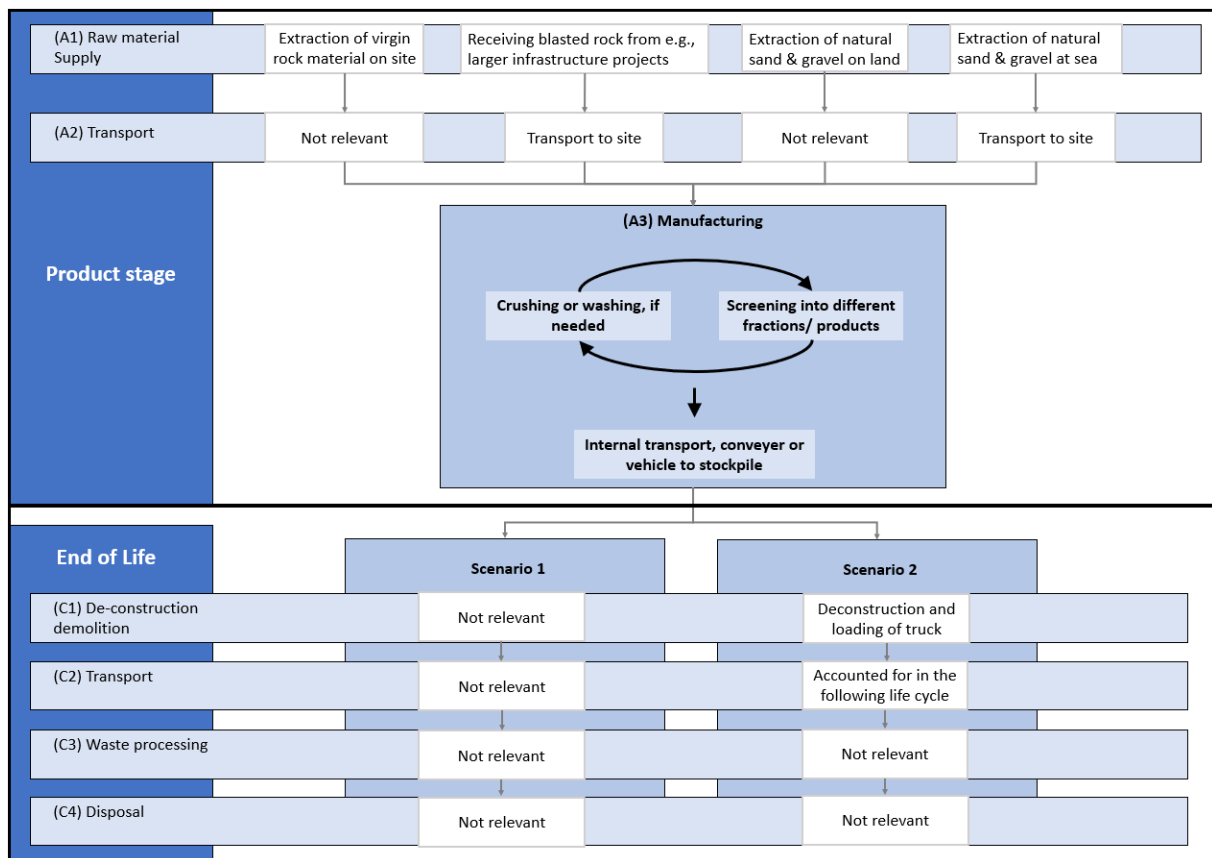 (A1) Raw material
Supply
Extraction of virgin
rock material on site
Receiving blasted rock from e.g.,
larger infrastructure projects
Extraction of natural
sand & gravel on land
Extraction of natural
sand & gravel at sea
(A2) Transport
Not relevant
Transport to site
Not relevant
Transport to site
Product stage
(A3) Manufacturing
Crushing or washing, if
needed
Screening into different
fractions/ products
Internal transport, conveyer or
vehicle to stockpile
End of Life
Scenario 1
Scenario 2
(C1) De-construction
demolition
Not relevant
Deconstruction and
loading of truck
(C2) Transport
Not relevant
Accounted for in the
following life cycle
(C3) Waste processing
Not relevant
Not relevant
(C4) Disposal
Not relevant
Not relevant